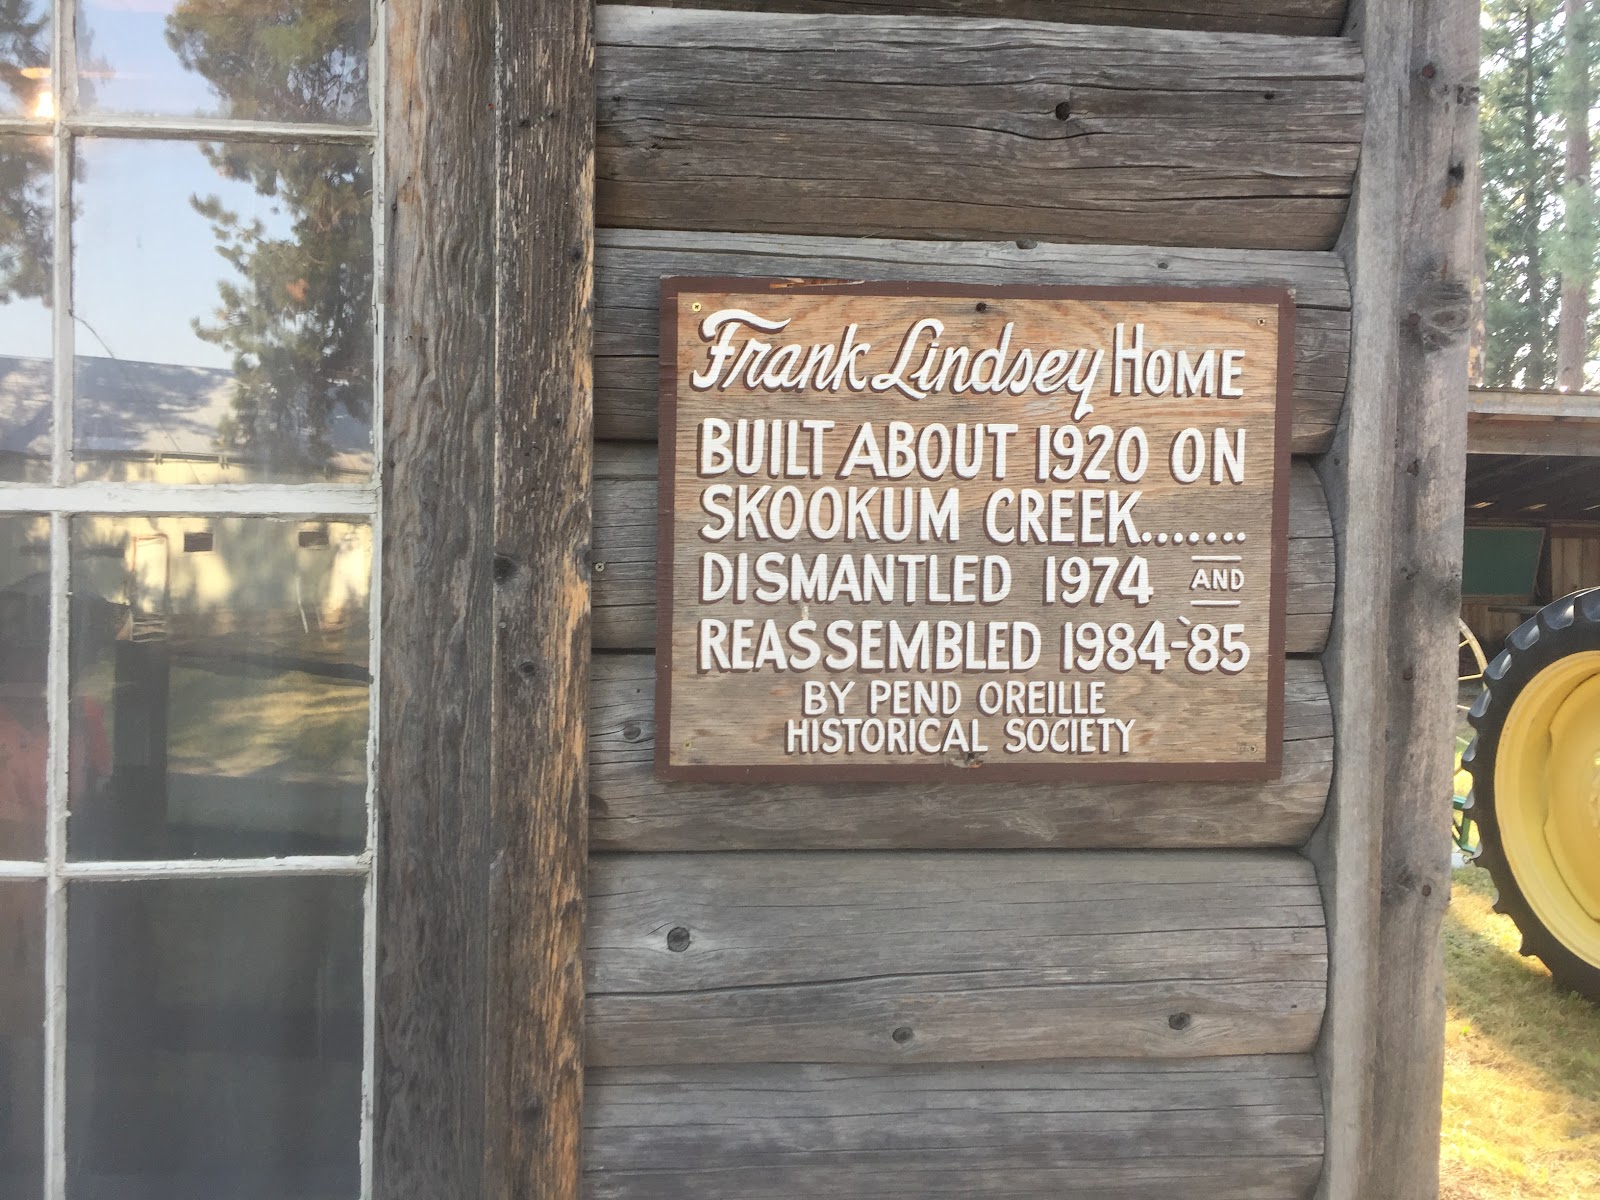 Frank Lindsey HOME
BUILT ABOUT 1920 ON
SKOOKUM CREEK.......
DISMANTLED 1974 AND
REASSEMBLED 1984-`85
BY PEND OREILLE
HISTORICAL SOCIETY